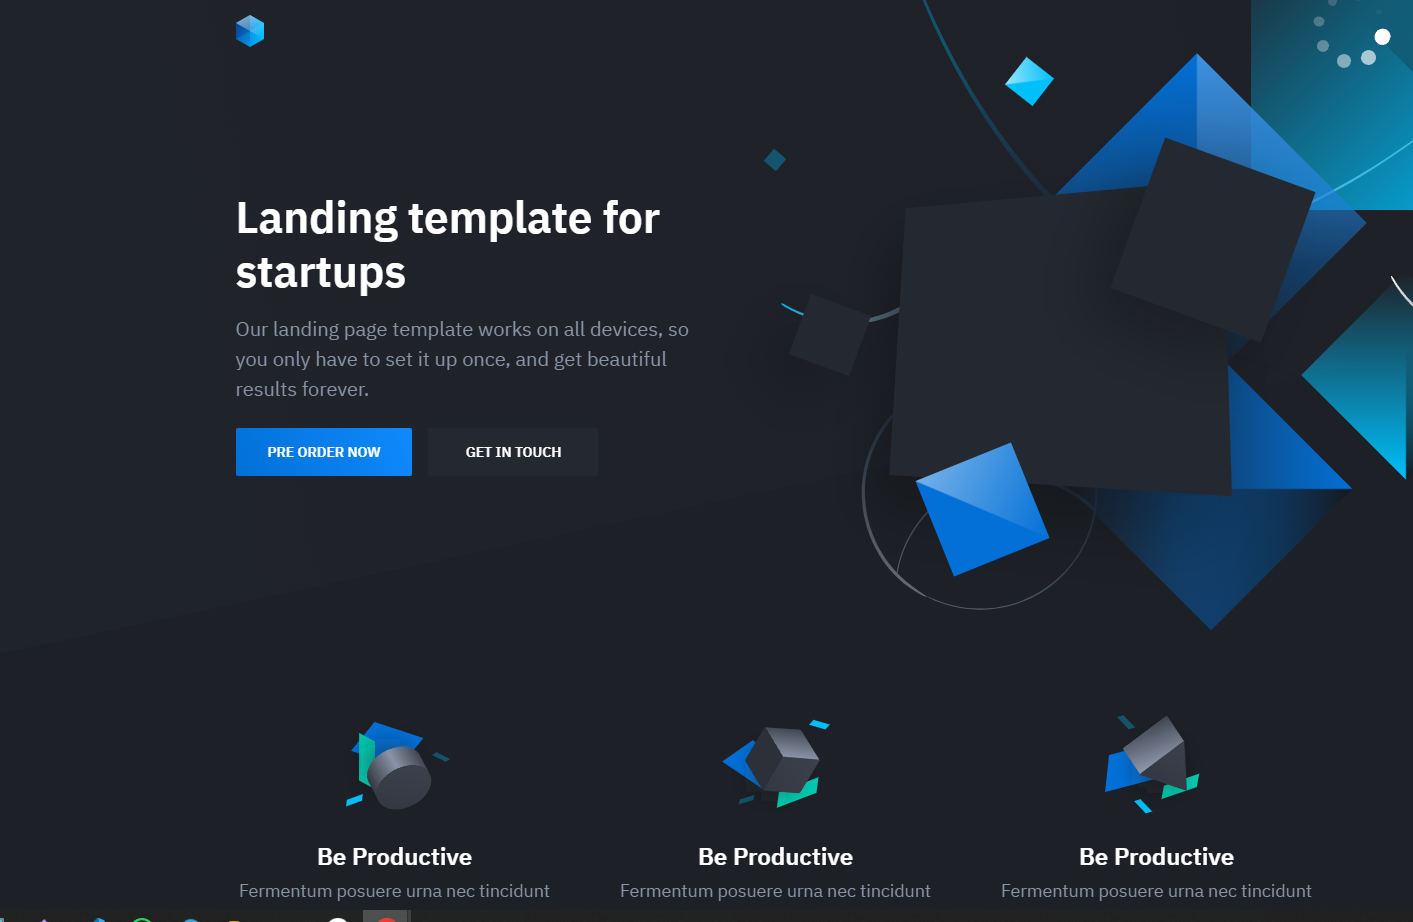 Landing template for
startups
Our landing page template works on all devices, so
you only have to set it up once, and get beautiful
results forever.
PRE ORDER NOW
GET IN TOUCH
Be Productive
Be Productive
Be Productive
Fermentum posuere urna nec tincidunt
Fermentum posuere urna nec tincidunt
Fermentum posuere urna nec tincidunt